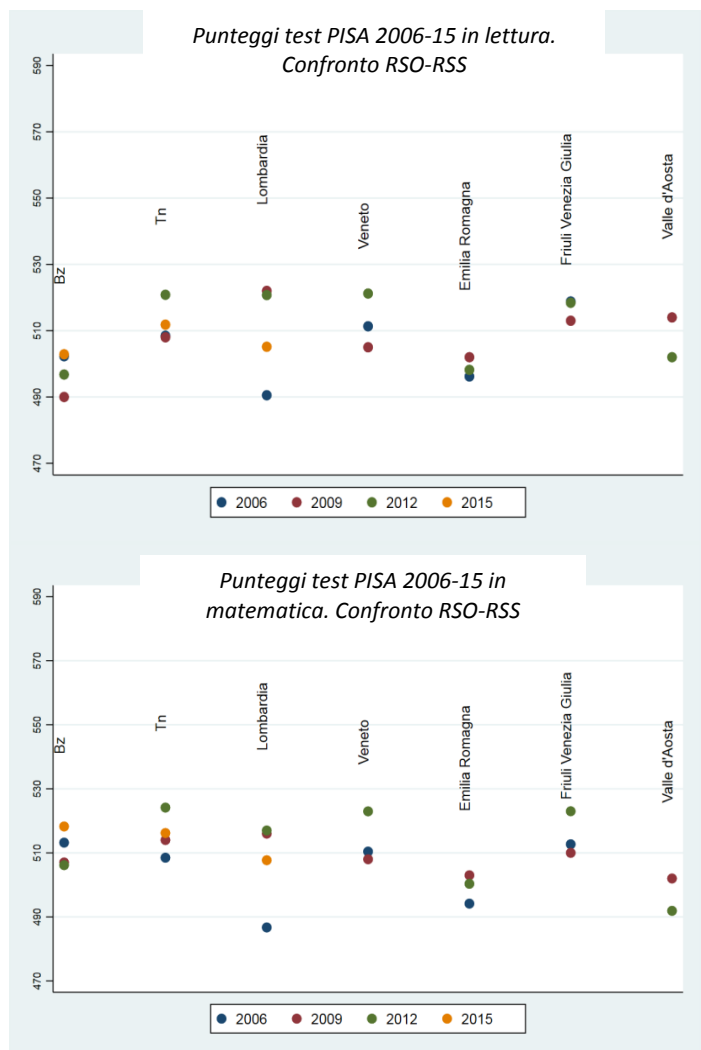 Punteggi test PISA 2006-15 in lettura.
Confronto RSO-RSS
590
570
550
530
510
490
470
Bz
Tn
Lombardia
Veneto
Emilia Romagna
Friuli Venezia Giulia
Valle d'Aosta
2006 2009 2012 2015
Punteggi test PISA 2006-15 in
matematica. Confronto RSO-RSS
590
570
550
530
510
490
470
Bz
Tn
Lombardia
Veneto
Emilia Romagna
Friuli Venezia Giulia
Valle d'Aosta
2006 2009 2012 2015